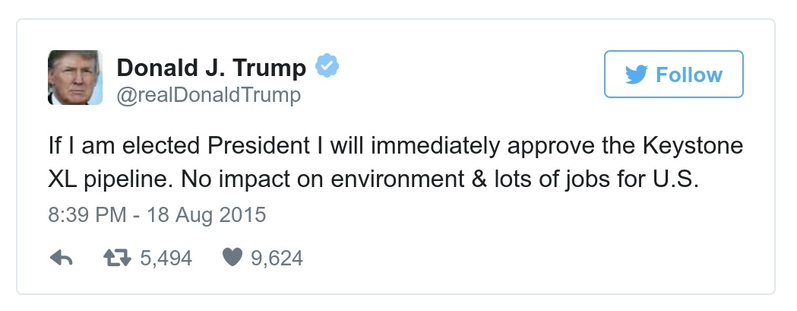 Donald J. Trump
@realDonaldTrump
Follow
If I am elected President I will immediately approve the Keystone
XL pipeline. No impact on environment & lots of jobs for U.S.
8:39 PM - 18 Aug 2015
5,494 9,624